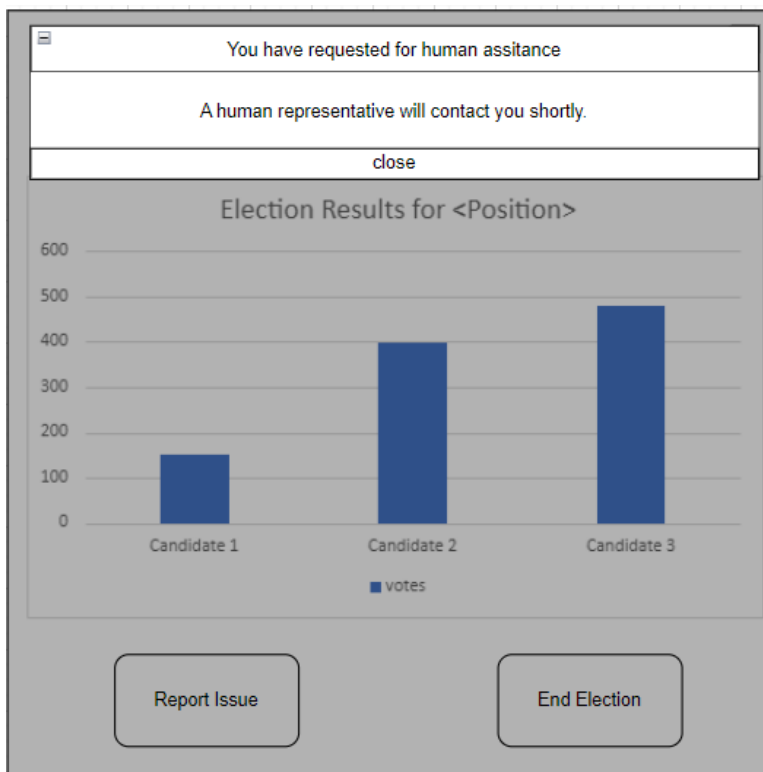 You have requested for human assitance
A human representative will contact you shortly.
close
Election Results for <Position>
600
500
400
300
200
100
0
Candidate 1 Candidate 2 Candidate 3
votes
Report Issue End Election